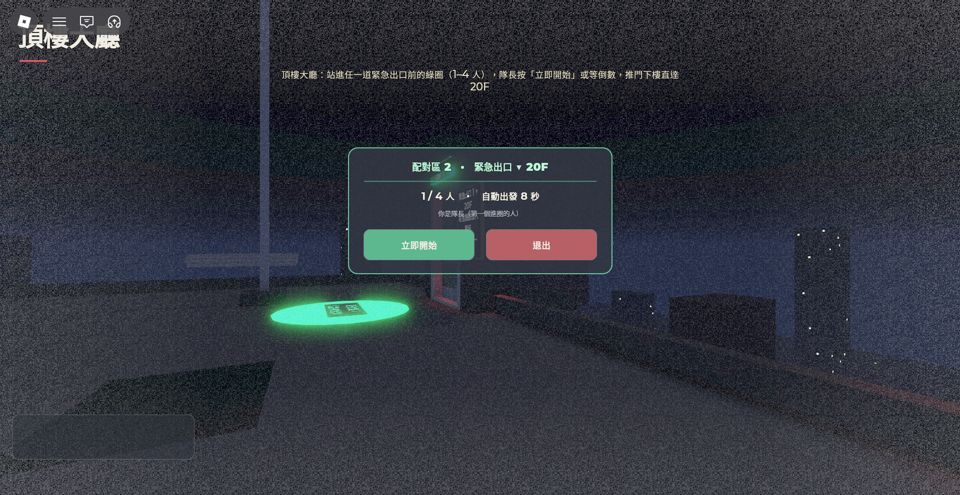 頂樓大廳
頂樓大廳：站進任一道緊急出口前的綠圈（1–4 人），隊長按「立即開始」或等倒數，推門下樓直達
20F
配對區 2 • 緊急出口 ▼ 20F
1 / 4 人 • 自動出發 8 秒
你是隊長（第一個進圈的人）
立即開始
退出